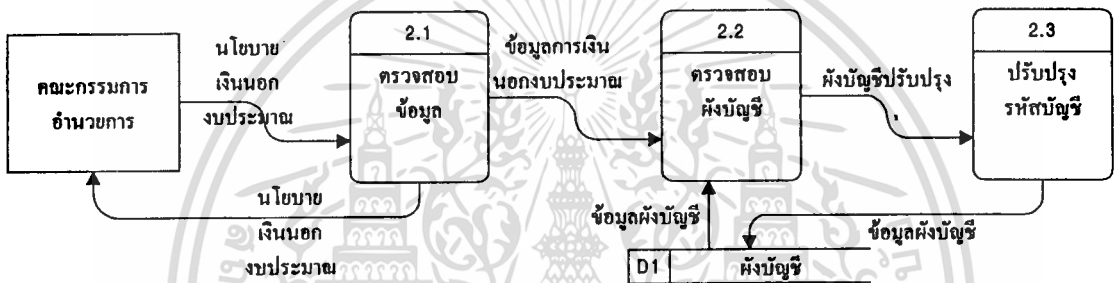 คณะกรรมการ
อำนวยการ
นโยบาย
เงินนอก
งบประมาณ
2.1
ตรวจสอบ
ข้อมูล
ข้อมูลการเงิน
นอกงบประมาณ
2.2
ตรวจสอบ
ผังบัญชี
ผังบัญชีปรับปรุง
2.3
ปรับปรุง
รหัสบัญชี
นโยบาย
เงินนอก
งบประมาณ
ข้อมูลผังบัญชี
ข้อมูลผังบัญชี
D1
ผังบัญชี